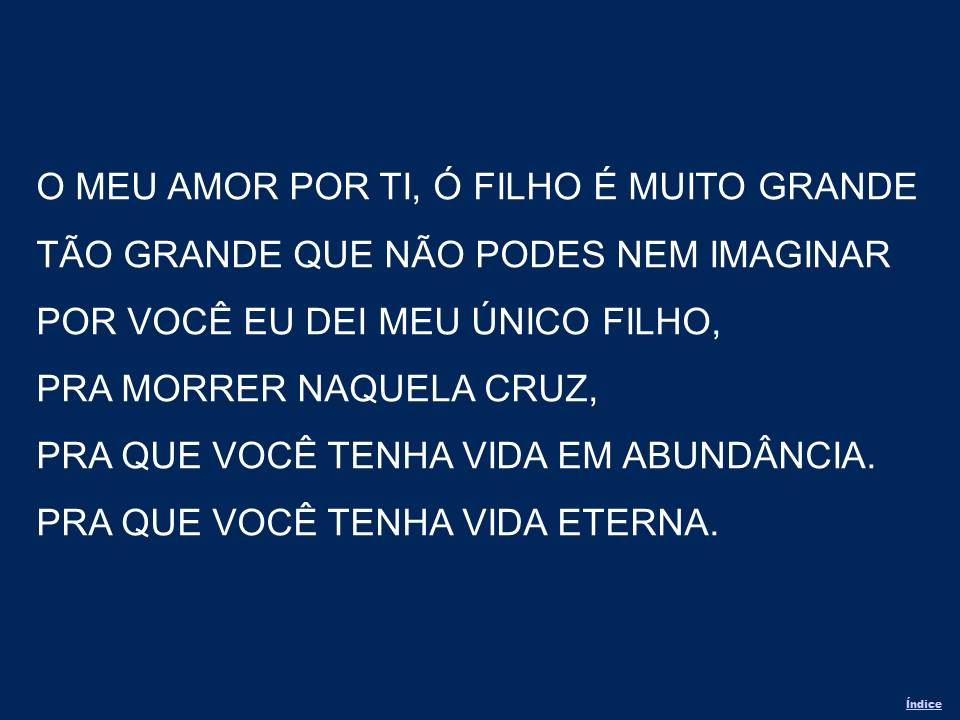 O MEU AMOR POR TI, Ó FILHO É MUITO GRANDE
TÃO GRANDE QUE NÃO PODES NEM IMAGINAR
POR VOCÊ EU DEI MEU ÚNICO FILHO,
PRA MORRER NAQUELA CRUZ,
PRA QUE VOCÊ TENHA VIDA EM ABUNDÂNCIA.
PRA QUE VOCÊ TENHA VIDA ETERNA.
Índice